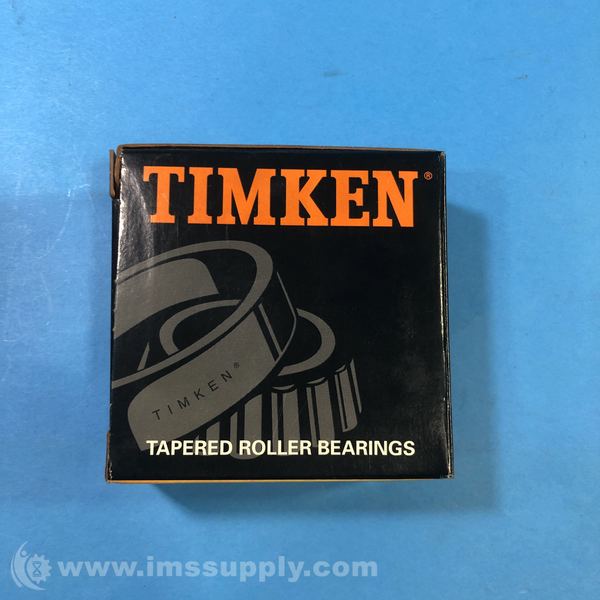 TIMKEN®
TIMKEN®
TAPERED ROLLER BEARINGS
www.imssupply.com